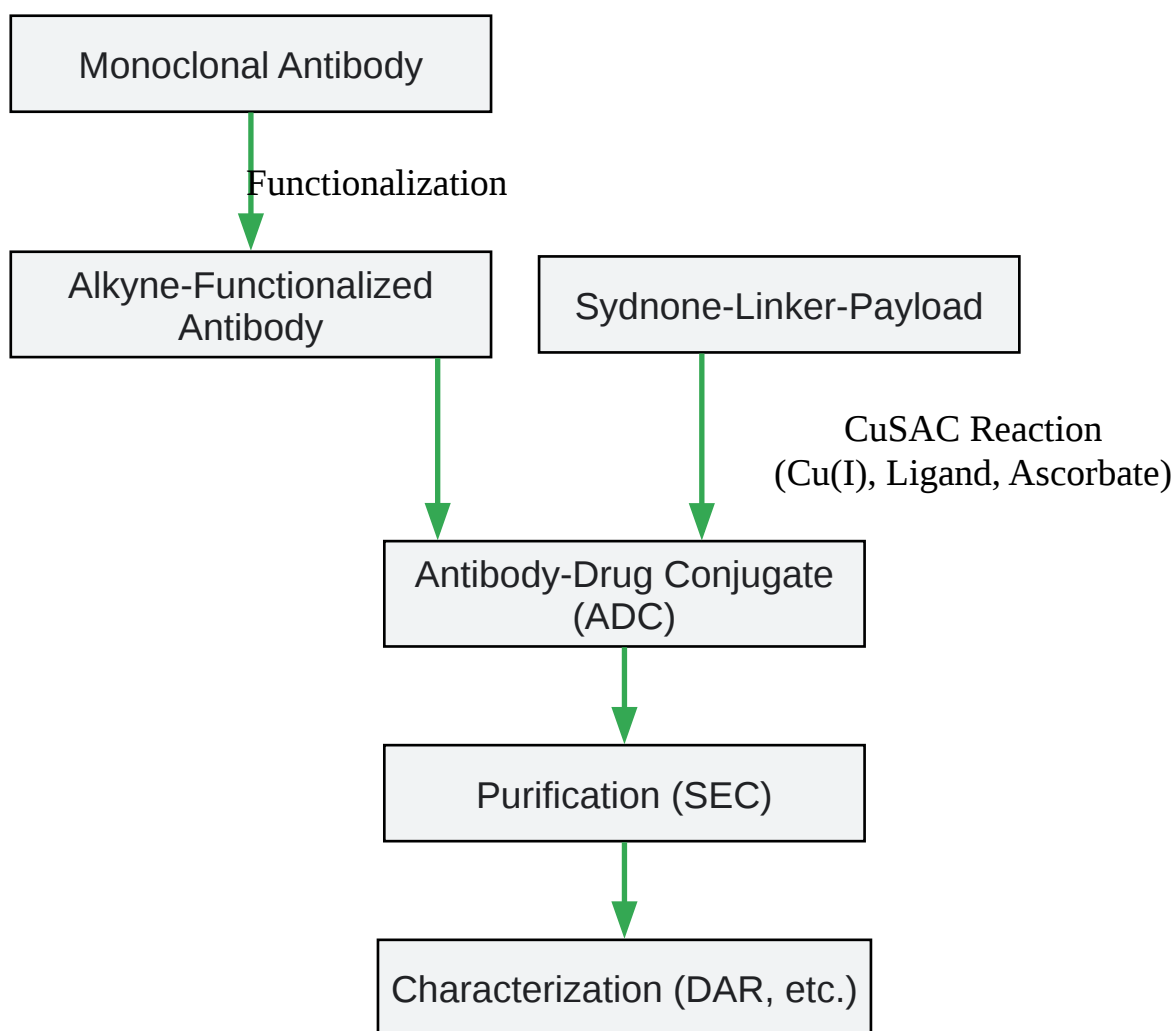 Monoclonal Antibody
Functionalization
Alkyne-Functionalized
Antibody
Sydnone-Linker-Payload
CuSAC Reaction
(Cu(I), Ligand, Ascorbate)
Antibody-Drug Conjugate
(ADC)
Purification (SEC)
Characterization (DAR, etc.)